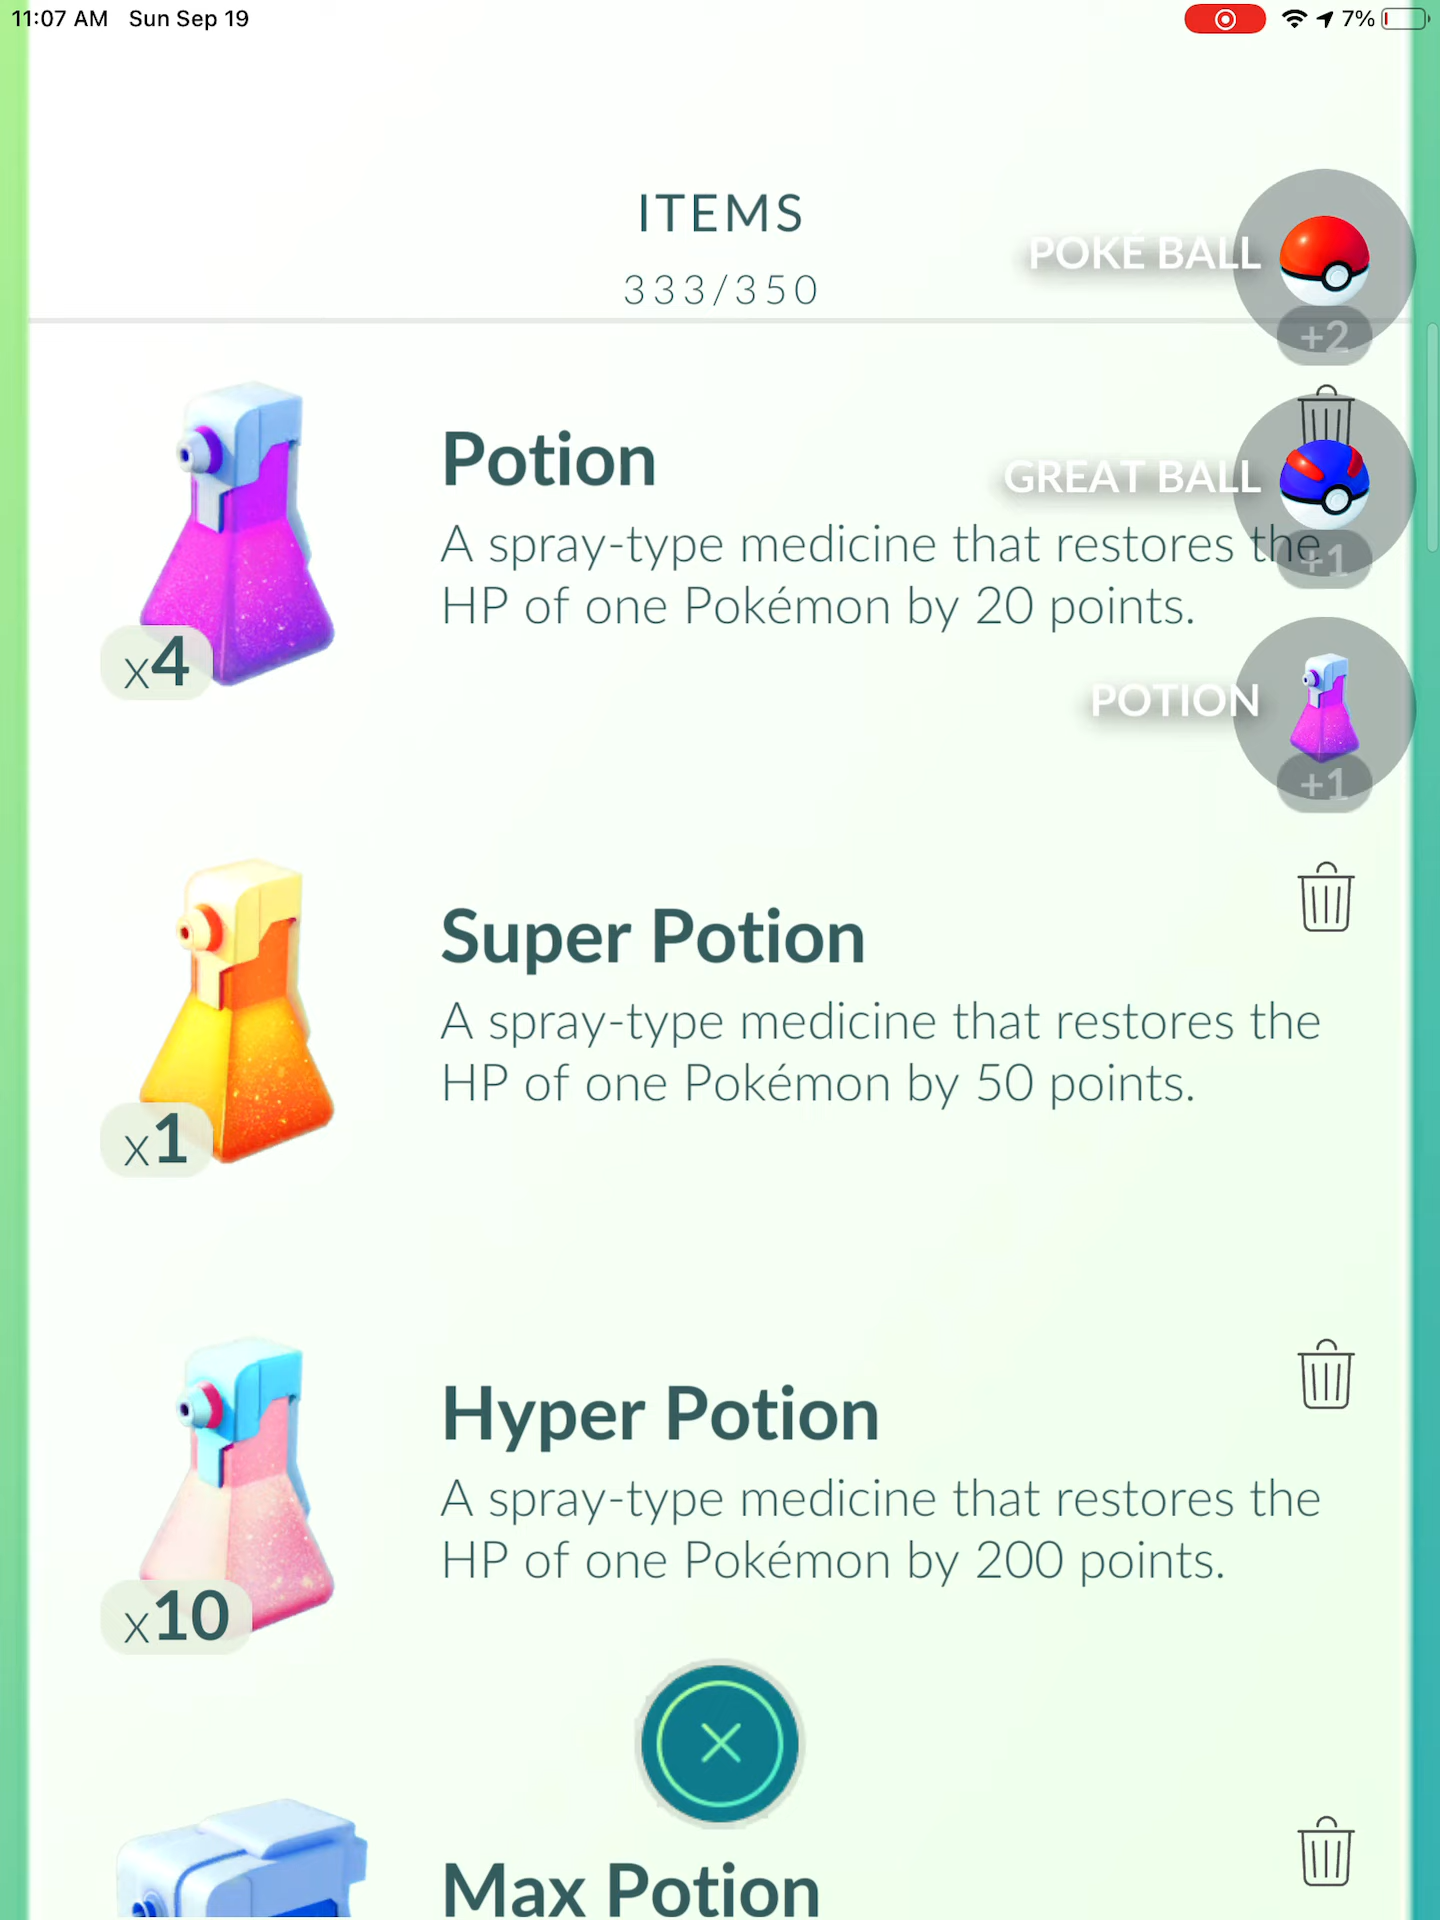 11:07 AM Sun Sep 19
7%
ITEMS
333/350
POKÉ BALL
+2
Potion
GREAT BALL
A spray-type medicine that restores the
+1
HP of one Pokémon by 20 points.
x4
POTION
+1
Super Potion
A spray-type medicine that restores the
HP of one Pokémon by 50 points.
x1
Hyper Potion
A spray-type medicine that restores the
HP of one Pokémon by 200 points.
x10
Max Potion